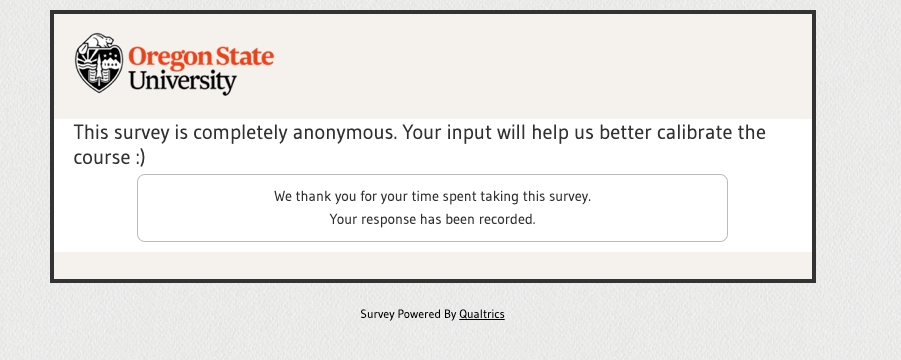 Oregon State
University
This survey is completely anonymous. Your input will help us better calibrate the
course :)
We thank you for your time spent taking this survey.
Your response has been recorded.
Survey Powered By Qualtrics